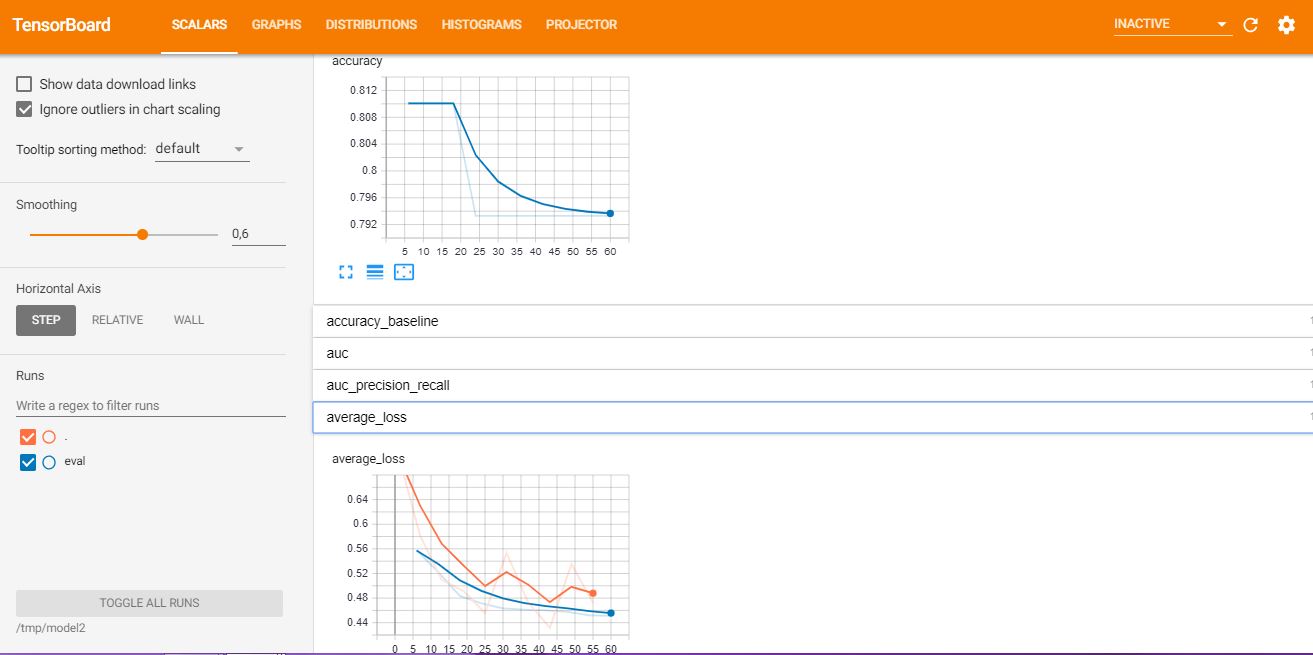 TensorBoard SCALARS GRAPHS DISTRIBUTIONS HISTOGRAMS PROJECTOR INACTIVE
Show data download links
Ignore outliers in chart scaling
Tooltip sorting method: default
Smoothing
0,6
Horizontal Axis
STEP RELATIVE WALL
Runs
Write a regex to filter runs
.
eval
TOGGLE ALL RUNS
/tmp/model2
accuracy
0.812
0.808
0.804
0.8
0.796
0.792
5 10 15 20 25 30 35 40 45 50 55 60
accuracy_baseline
auc
auc_precision_recall
average_loss
average_loss
0.64
0.6
0.56
0.52
0.48
0.44
0 5 10 15 20 25 30 35 40 45 50 55 60